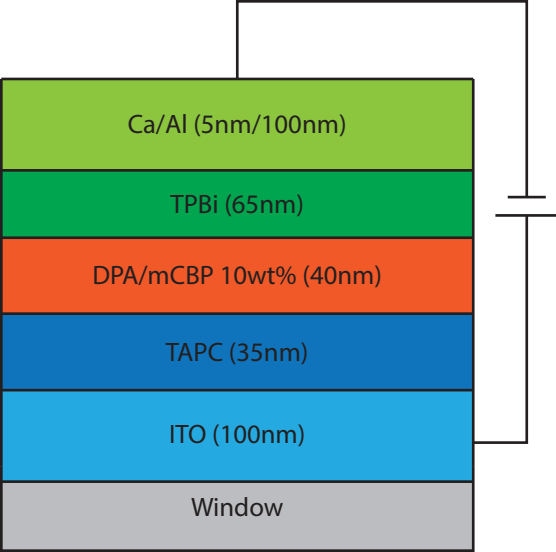 Ca/Al (5nm/100nm)
TPBi (65nm)
DPA/mCBP 10wt% (40nm)
TAPC (35nm)
ITO (100nm)
Window